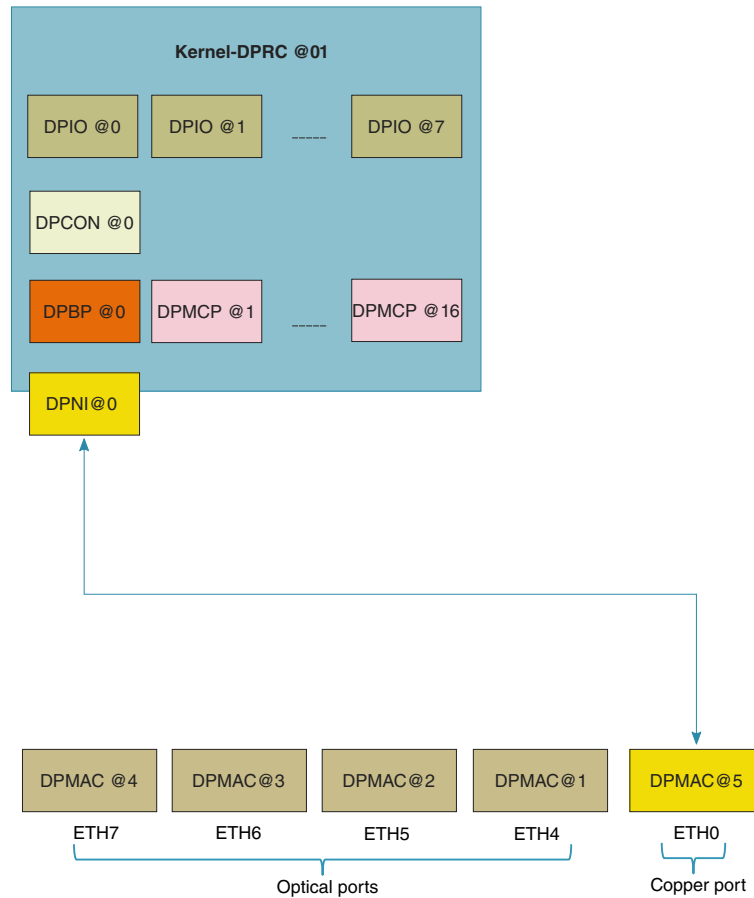 Kernel-DPRC @01
DPIO @0
DPIO @1
-----
DPIO @7
DPCON @0
DPBP @0
DPMCP @1
-----
DPMCP @16
DPNI@0
DPMAC @4
DPMAC@3
DPMAC@2
DPMAC@1
DPMAC@5
ETH7
ETH6
ETH5
ETH4
ETH0
Optical ports
Copper port